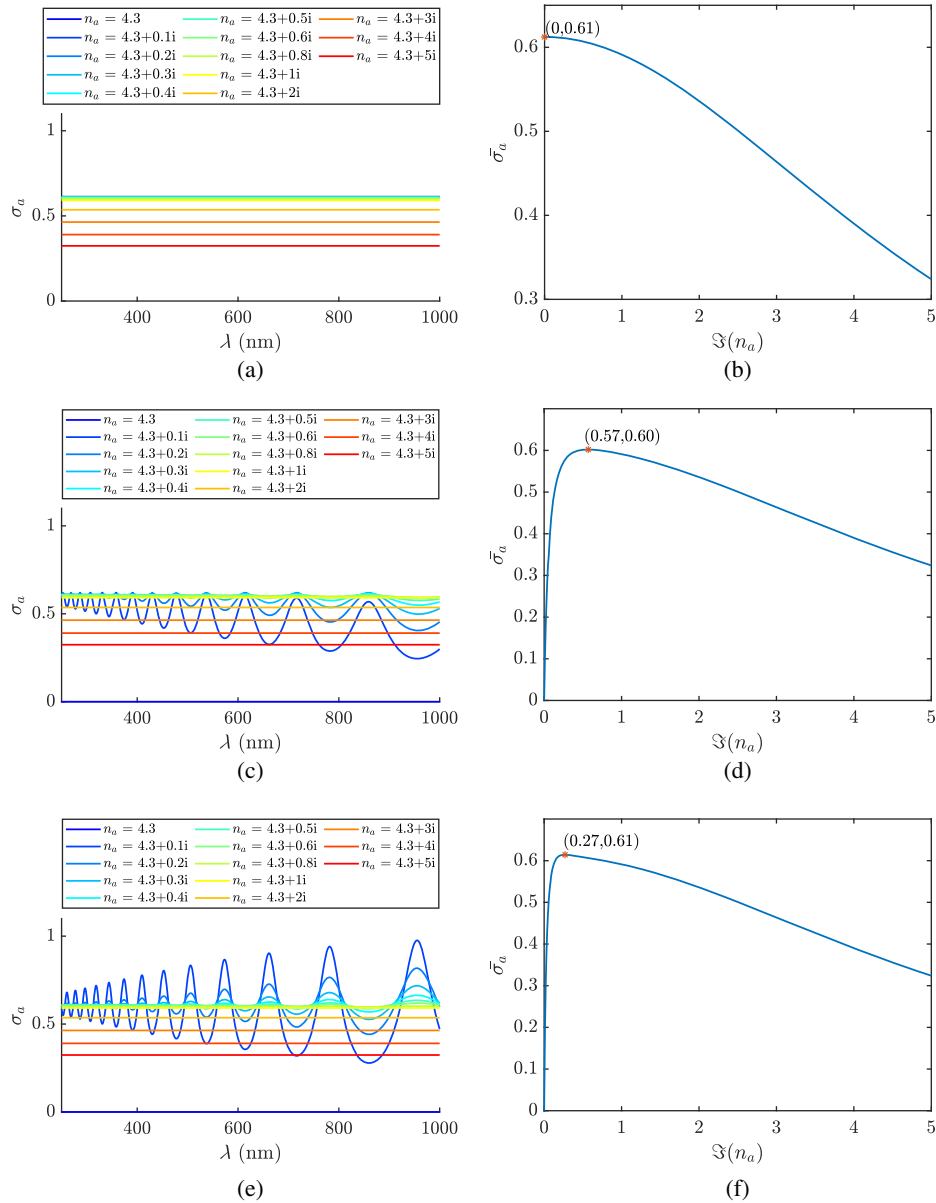 n_a = 4.3 n_a = 4.3+0.5i n_a = 4.3+3i
n_a = 4.3+0.1i n_a = 4.3+0.6i n_a = 4.3+4i
n_a = 4.3+0.2i n_a = 4.3+0.8i n_a = 4.3+5i
n_a = 4.3+0.3i n_a = 4.3+1i
n_a = 4.3+0.4i n_a = 4.3+2i
1
0.5
0
σ_a
400 600 800 1000
λ (nm)
(a)
(0,0.61)
0.6
0.5
0.4
0.3
σ̄_a
0 1 2 3 4 5
ℑ(n_a)
(b)
n_a = 4.3 n_a = 4.3+0.5i n_a = 4.3+3i
n_a = 4.3+0.1i n_a = 4.3+0.6i n_a = 4.3+4i
n_a = 4.3+0.2i n_a = 4.3+0.8i n_a = 4.3+5i
n_a = 4.3+0.3i n_a = 4.3+1i
n_a = 4.3+0.4i n_a = 4.3+2i
1
0.5
0
σ_a
400 600 800 1000
λ (nm)
(c)
(0.57,0.60)
0.6
0.5
0.4
0.3
0.2
0.1
0
σ̄_a
0 1 2 3 4 5
ℑ(n_a)
(d)
n_a = 4.3 n_a = 4.3+0.5i n_a = 4.3+3i
n_a = 4.3+0.1i n_a = 4.3+0.6i n_a = 4.3+4i
n_a = 4.3+0.2i n_a = 4.3+0.8i n_a = 4.3+5i
n_a = 4.3+0.3i n_a = 4.3+1i
n_a = 4.3+0.4i n_a = 4.3+2i
1
0.5
0
σ_a
400 600 800 1000
λ (nm)
(e)
(0.27,0.61)
0.6
0.5
0.4
0.3
0.2
0.1
0
σ̄_a
0 1 2 3 4 5
ℑ(n_a)
(f)